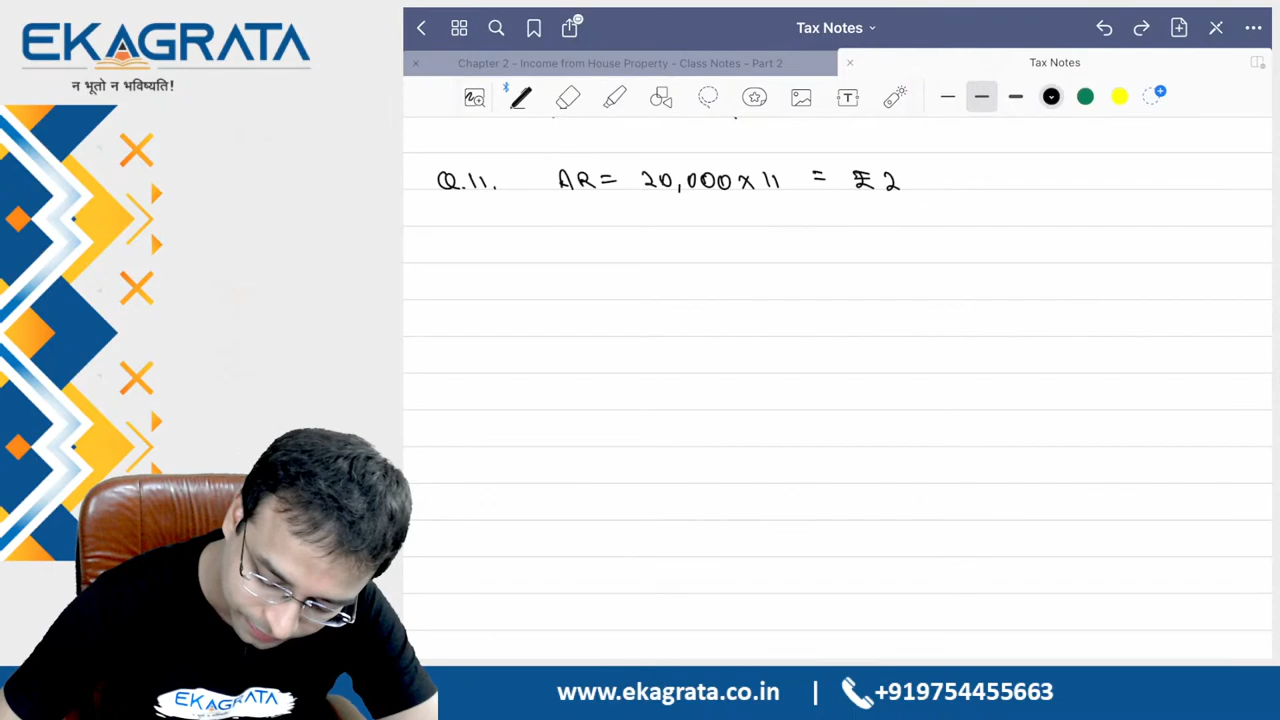 EKAGRATA
न भूतो न भविष्यति!
Tax Notes
Chapter 2 - Income from House Property - Class Notes - Part 2
Tax Notes
Q.11. AR = 20,000 x 11 = ₹ 2
EKAGRATA
www.ekagrata.co.in | +919754455663